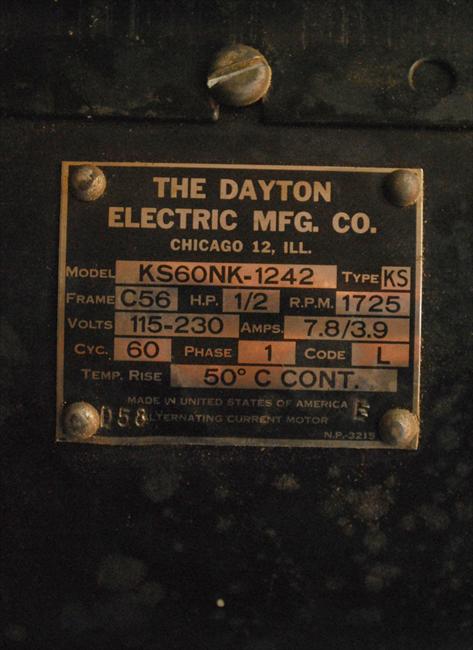 THE DAYTON
ELECTRIC MFG. CO.
CHICAGO 12, ILL.
MODEL KS60NK-1242 TYPE KS
FRAME C56 H.P. 1/2 R.P.M. 1725
VOLTS 115-230 AMPS. 7.8/3.9
CYC. 60 PHASE 1 CODE L
TEMP. RISE 50° C CONT.
MADE IN UNITED STATES OF AMERICA E
D58 ALTERNATING CURRENT MOTOR
N.P.-3215